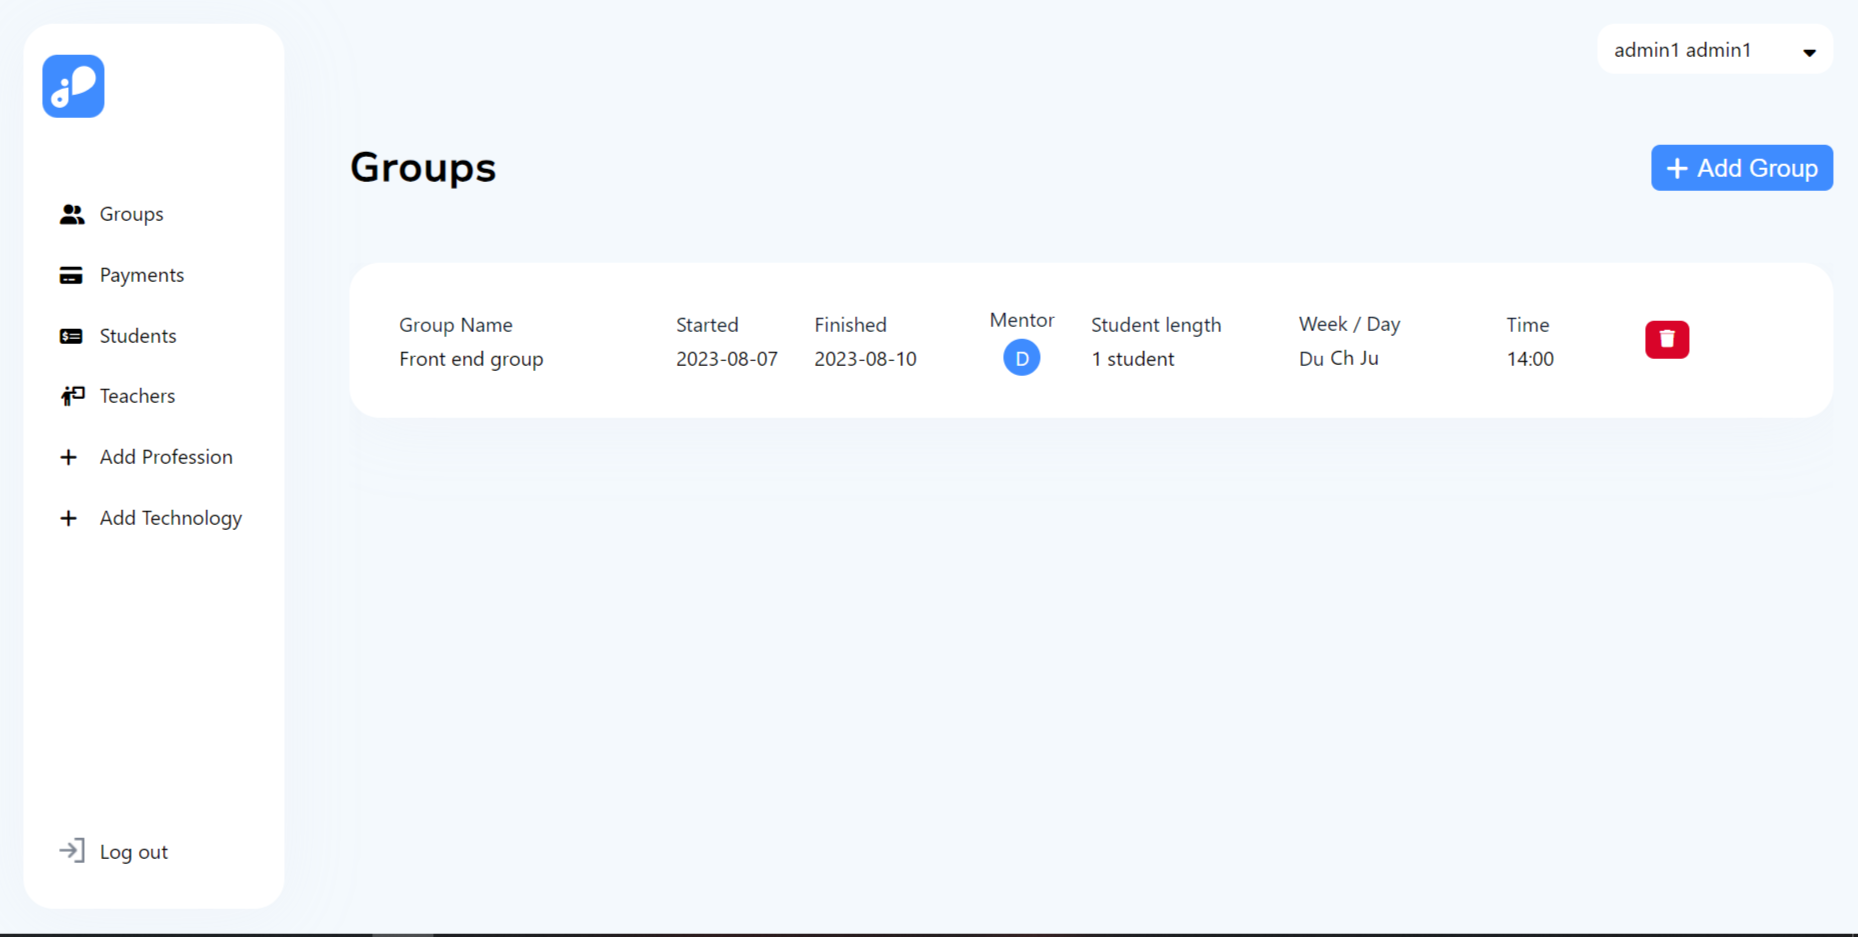 admin1 admin1
Groups
Payments
Students
Teachers
Add Profession
Add Technology
Log out
Groups
Add Group
Group Name
Front end group
Started
2023-08-07
Finished
2023-08-10
Mentor
D
Student length
1 student
Week / Day
Du Ch Ju
Time
14:00